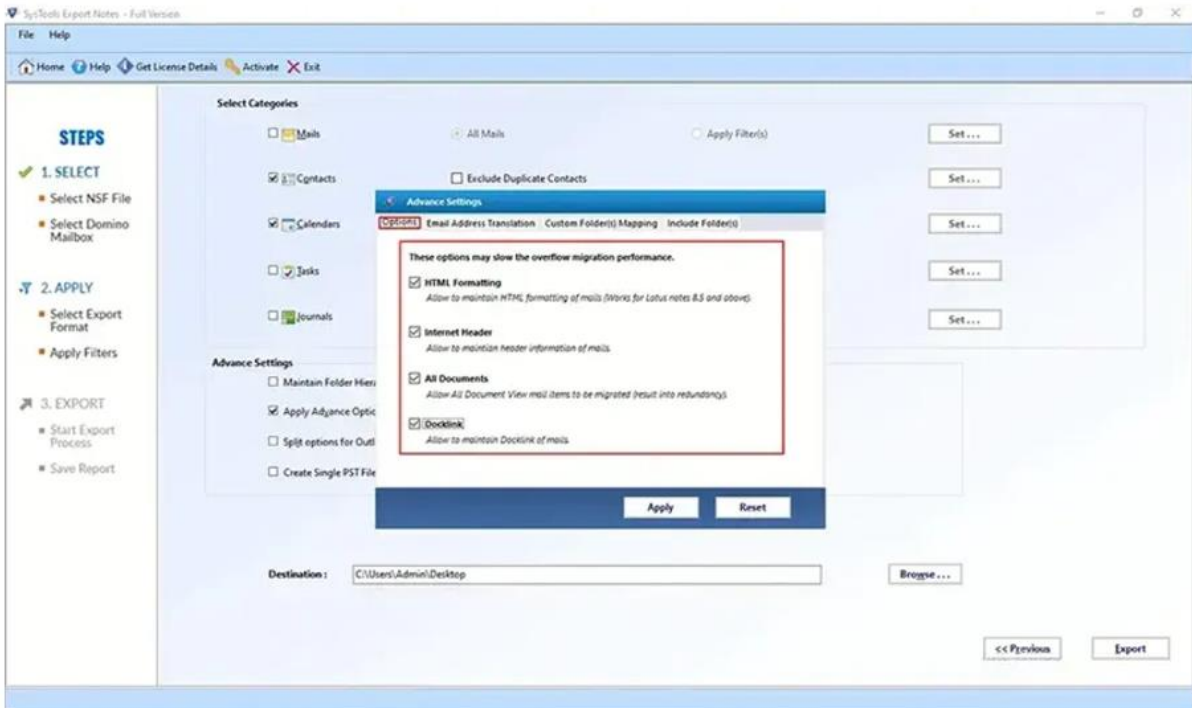 SysTools Export Notes - Full Version
File Help
Home Help Get License Details Activate Exit
STEPS
1. SELECT
Select NSF File
Select Domino
Mailbox
2. APPLY
Select Export
Format
Apply Filters
3. EXPORT
Start Export
Process
Save Report
Select Categories
Mails All Mails Apply Filter(s) Set...
Contacts Exclude Duplicate Contacts Set...
Calendars Set...
Tasks Set...
Journals Set...
Advance Settings
Maintain Folder Hiera
Apply Advance Optic
Split options for Outl
Create Single PST File
Advance Settings
Options Email Address Translation Custom Folder(s) Mapping Include Folder(s)
These options may slow the overflow migration performance.
HTML Formatting
Allow to maintain HTML formatting of mails (Works for Lotus notes 8.5 and above).
Internet Header
Allow to maintian header information of mails.
All Documents
Allow All Document View mail items to be migrated (result into redundancy).
Docklink
Allow to maintain Docklink of mails.
Apply Reset
Destination : C:\Users\Admin\Desktop Browse...
<< Previous Export